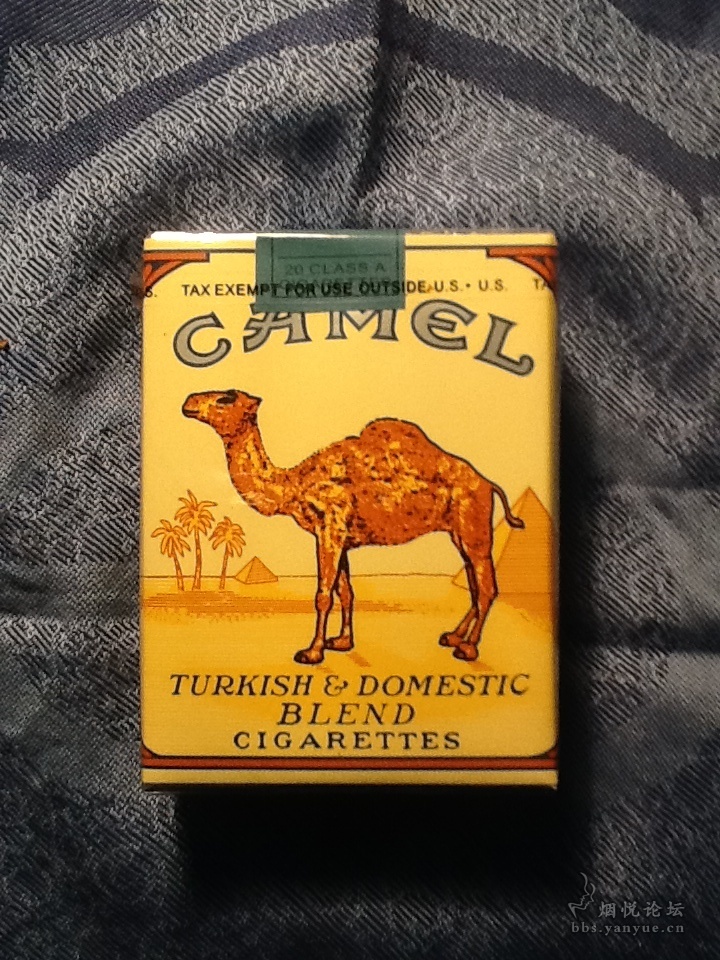 20 CLASS A
S. TAX EXEMPT FOR USE OUTSIDE U.S. • U.S. TA
CAMEL
TURKISH & DOMESTIC
BLEND
CIGARETTES
烟悦论坛
bbs.yanyue.cn